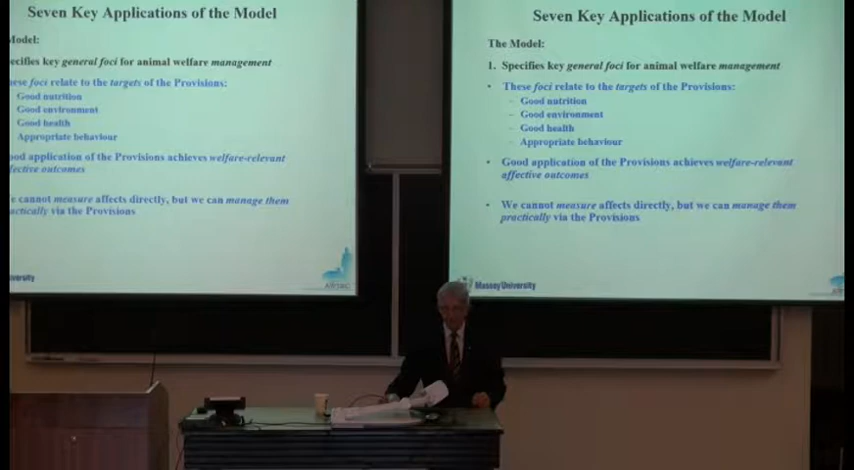 Seven Key Applications of the Model
Model:
ecifies key general foci for animal welfare management
ese foci relate to the targets of the Provisions:
Good nutrition
Good environment
Good health
Appropriate behaviour
ood application of the Provisions achieves welfare-relevant
fective outcomes
e cannot measure affects directly, but we can manage them
actically via the Provisions
iversity
Seven Key Applications of the Model
The Model:
1. Specifies key general foci for animal welfare management
• These foci relate to the targets of the Provisions:
– Good nutrition
– Good environment
– Good health
– Appropriate behaviour
• Good application of the Provisions achieves welfare-relevant
affective outcomes
• We cannot measure affects directly, but we can manage them
practically via the Provisions
Massey University